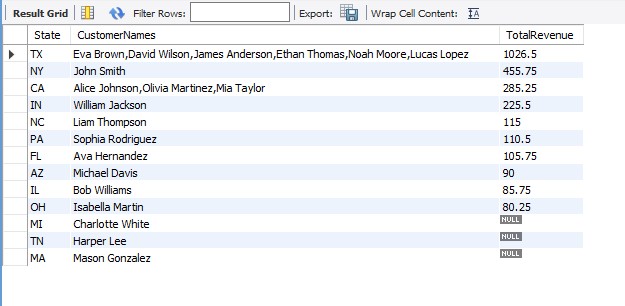 Result Grid Filter Rows: Export: Wrap Cell Content: IA
State CustomerNames TotalRevenue
TX Eva Brown,David Wilson,James Anderson,Ethan Thomas,Noah Moore,Lucas Lopez 1026.5
NY John Smith 455.75
CA Alice Johnson,Olivia Martinez,Mia Taylor 285.25
IN William Jackson 225.5
NC Liam Thompson 115
PA Sophia Rodriguez 110.5
FL Ava Hernandez 105.75
AZ Michael Davis 90
IL Bob Williams 85.75
OH Isabella Martin 80.25
MI Charlotte White NULL
TN Harper Lee NULL
MA Mason Gonzalez NULL